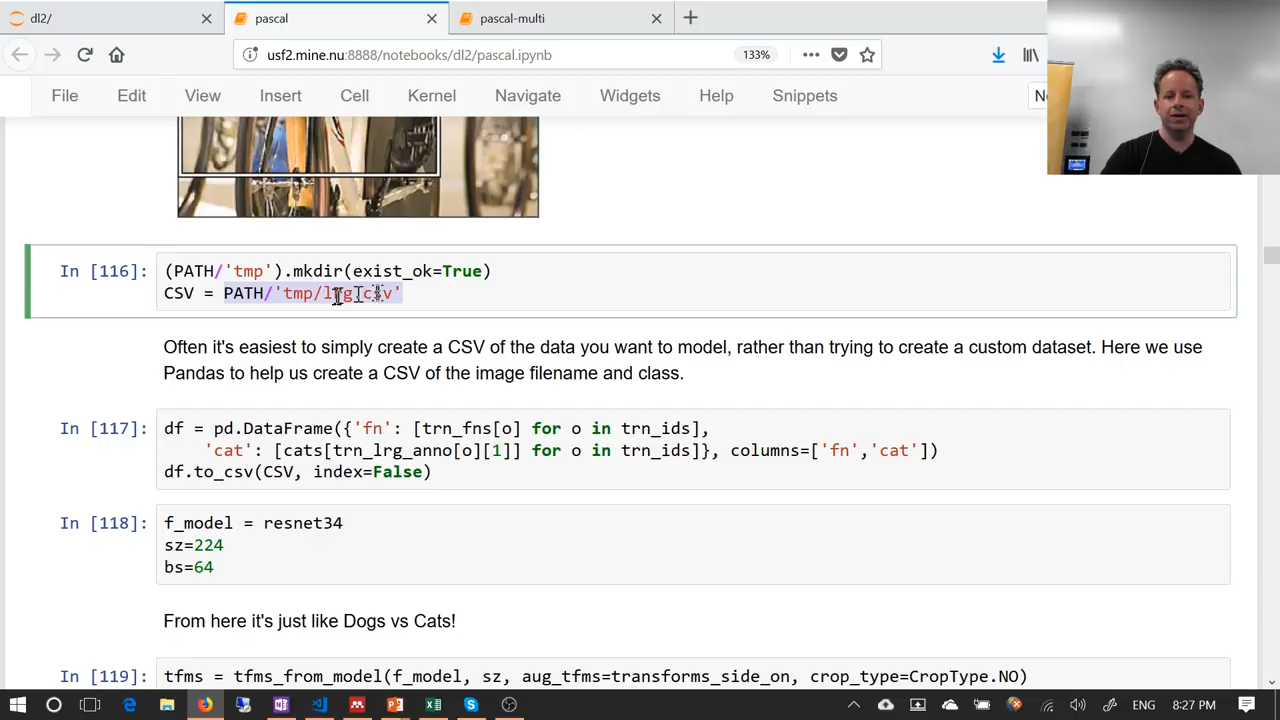 dl2/
pascal
pascal-multi
usf2.mine.nu:8888/notebooks/dl2/pascal.ipynb
133%
File Edit View Insert Cell Kernel Navigate Widgets Help Snippets
In [116]: (PATH/'tmp').mkdir(exist_ok=True)
CSV = PATH/'tmp/lrg.csv'
Often it's easiest to simply create a CSV of the data you want to model, rather than trying to create a custom dataset. Here we use
Pandas to help us create a CSV of the image filename and class.
In [117]: df = pd.DataFrame({'fn': [trn_fns[o] for o in trn_ids],
'cat': [cats[trn_lrg_anno[o][1]] for o in trn_ids]}, columns=['fn','cat'])
df.to_csv(CSV, index=False)
In [118]: f_model = resnet34
sz=224
bs=64
From here it's just like Dogs vs Cats!
In [119]: tfms = tfms_from_model(f_model, sz, aug_tfms=transforms_side_on, crop_type=CropType.NO)
ENG 8:27 PM